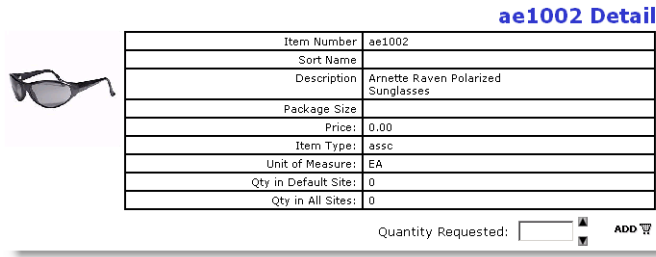 ae1002 Detail
Item Number ae1002
Sort Name
Description Arnette Raven Polarized
Sunglasses
Package Size
Price: 0.00
Item Type: assc
Unit of Measure: EA
Qty in Default Site: 0
Qty in All Sites: 0
Quantity Requested: ADD